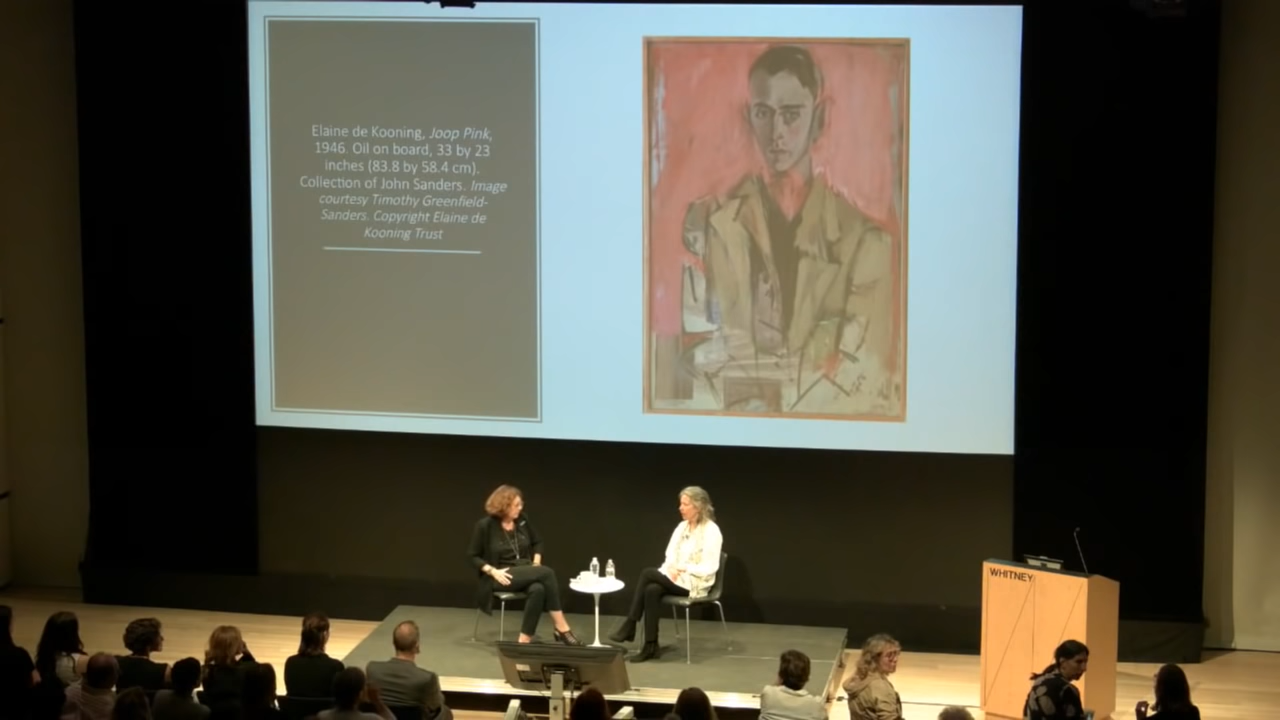 Elaine de Kooning, Joop Pink,
1946. Oil on board, 33 by 23
inches (83.8 by 58.4 cm).
Collection of John Sanders. Image
courtesy Timothy Greenfield-
Sanders. Copyright Elaine de
Kooning Trust
WHITNEY